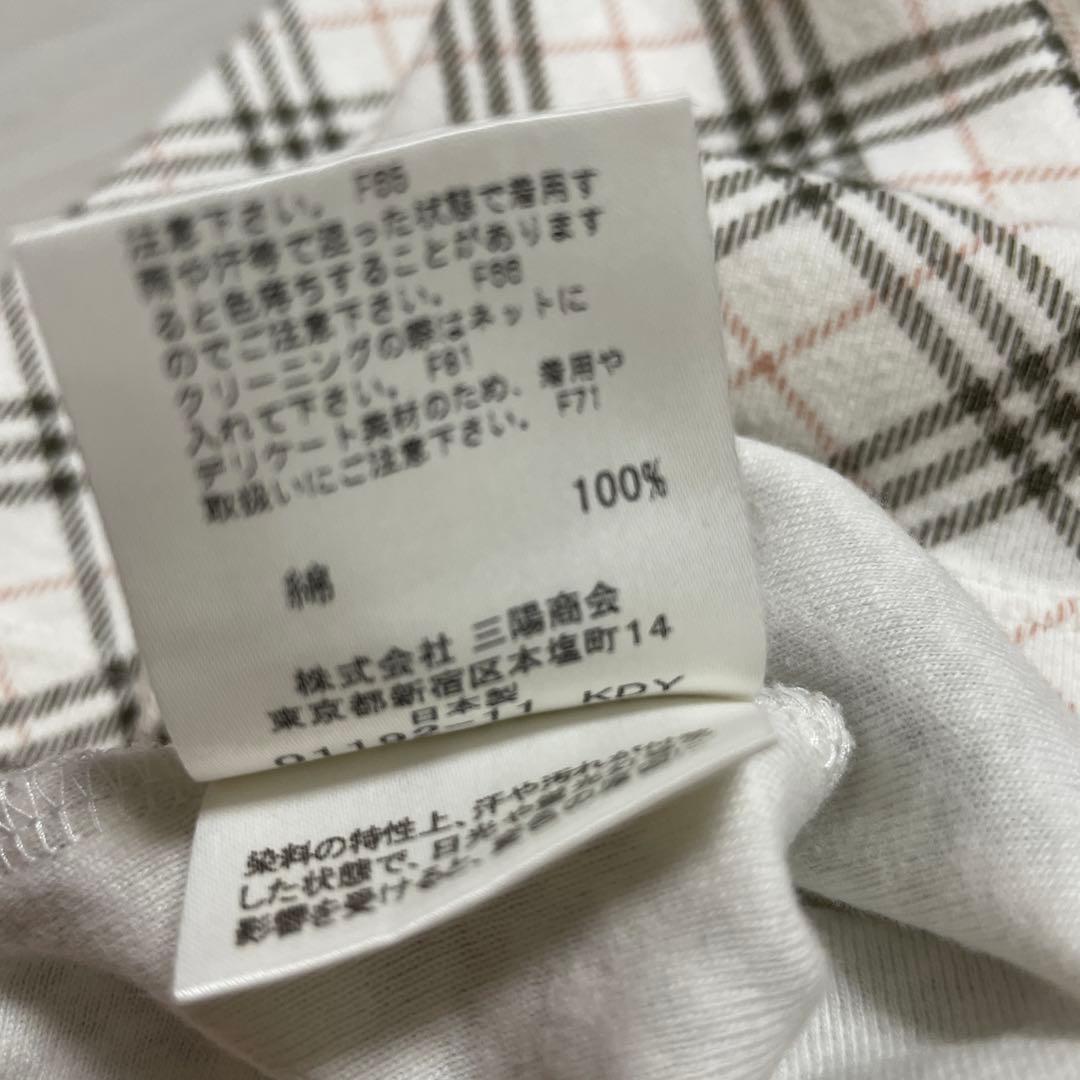 注意下さい。 F65
雨や汗等で湿った状態で着用す
ると色落ちすることがあります
のでご注意下さい。 F66
クリーニングの際はネットに
入れて下さい。 F81
デリケート素材のため、着用や
取扱いにご注意下さい。 F71
100%
綿
株式会社 三陽商会
東京都新宿区本塩町14
日本製
01192-11 KDY
染料の特性上、汗や汚れが付着
した状態で、日光や蛍光灯の
影響を受けると、変色の